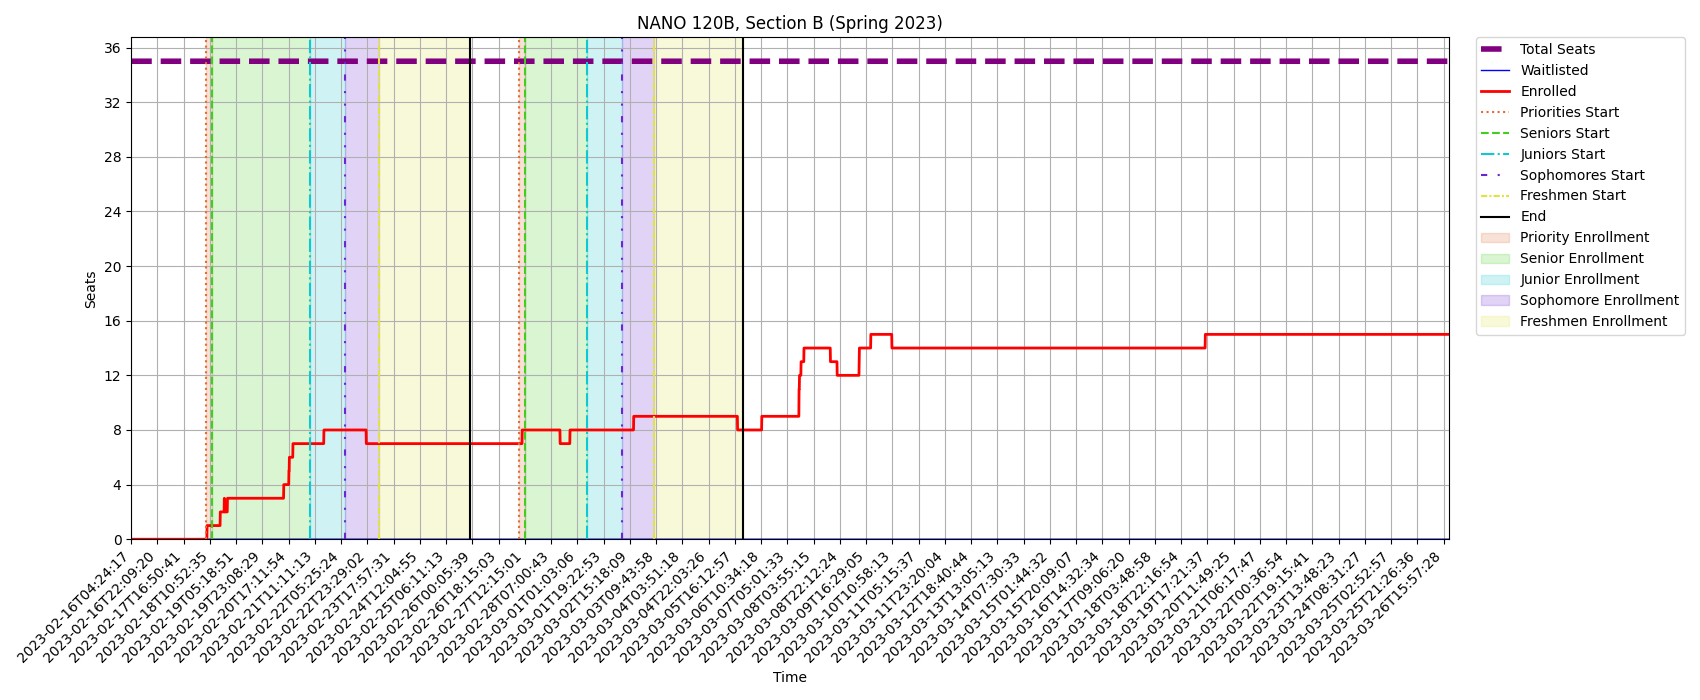 NANO 120B, Section B (Spring 2023)
36
32
28
24
20
16
12
8
4
0
Seats
2023-02-16T04:24:17
2023-02-16T22:09:20
2023-02-17T16:50:41
2023-02-18T10:52:35
2023-02-19T05:18:51
2023-02-19T23:08:29
2023-02-20T17:11:54
2023-02-21T11:11:13
2023-02-22T05:25:24
2023-02-22T23:29:02
2023-02-23T17:57:31
2023-02-24T12:04:55
2023-02-25T06:11:13
2023-02-26T00:05:39
2023-02-26T18:15:03
2023-02-27T12:15:01
2023-02-28T07:00:43
2023-03-01T01:03:06
2023-03-01T19:22:53
2023-03-02T15:18:09
2023-03-03T09:43:58
2023-03-04T03:51:18
2023-03-04T22:03:26
2023-03-05T16:12:57
2023-03-06T10:34:18
2023-03-07T05:01:33
2023-03-08T03:55:15
2023-03-08T22:12:24
2023-03-09T16:29:05
2023-03-10T10:58:13
2023-03-11T05:15:37
2023-03-11T23:20:04
2023-03-12T18:40:44
2023-03-13T13:05:13
2023-03-14T07:30:33
2023-03-15T01:44:32
2023-03-15T20:09:07
2023-03-16T14:32:34
2023-03-17T09:06:20
2023-03-18T03:48:58
2023-03-18T22:16:54
2023-03-19T17:21:37
2023-03-20T11:49:25
2023-03-21T06:17:47
2023-03-22T00:36:54
2023-03-22T19:15:41
2023-03-23T13:48:23
2023-03-24T08:31:27
2023-03-25T02:52:57
2023-03-25T21:26:36
2023-03-26T15:57:28
Time
Total Seats
Waitlisted
Enrolled
Priorities Start
Seniors Start
Juniors Start
Sophomores Start
Freshmen Start
End
Priority Enrollment
Senior Enrollment
Junior Enrollment
Sophomore Enrollment
Freshmen Enrollment